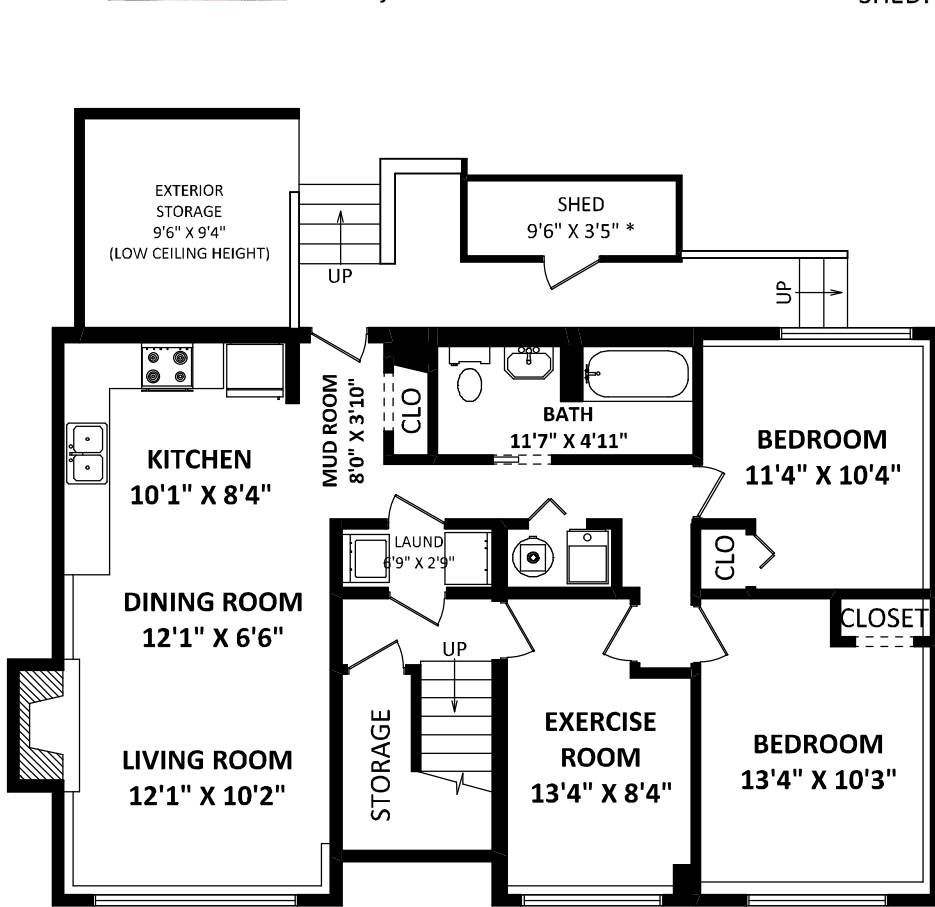 EXTERIOR
STORAGE
9'6" X 9'4"
(LOW CEILING HEIGHT)
UP
SHED
9'6" X 3'5" *
UP
KITCHEN
10'1" X 8'4"
MUD ROOM
8'0" X 3'10"
CLO
BATH
11'7" X 4'11"
BEDROOM
11'4" X 10'4"
LAUND
6'9" X 2'9"
CLO
DINING ROOM
12'1" X 6'6"
CLOSET
UP
LIVING ROOM
12'1" X 10'2"
STORAGE
EXERCISE
ROOM
13'4" X 8'4"
BEDROOM
13'4" X 10'3"